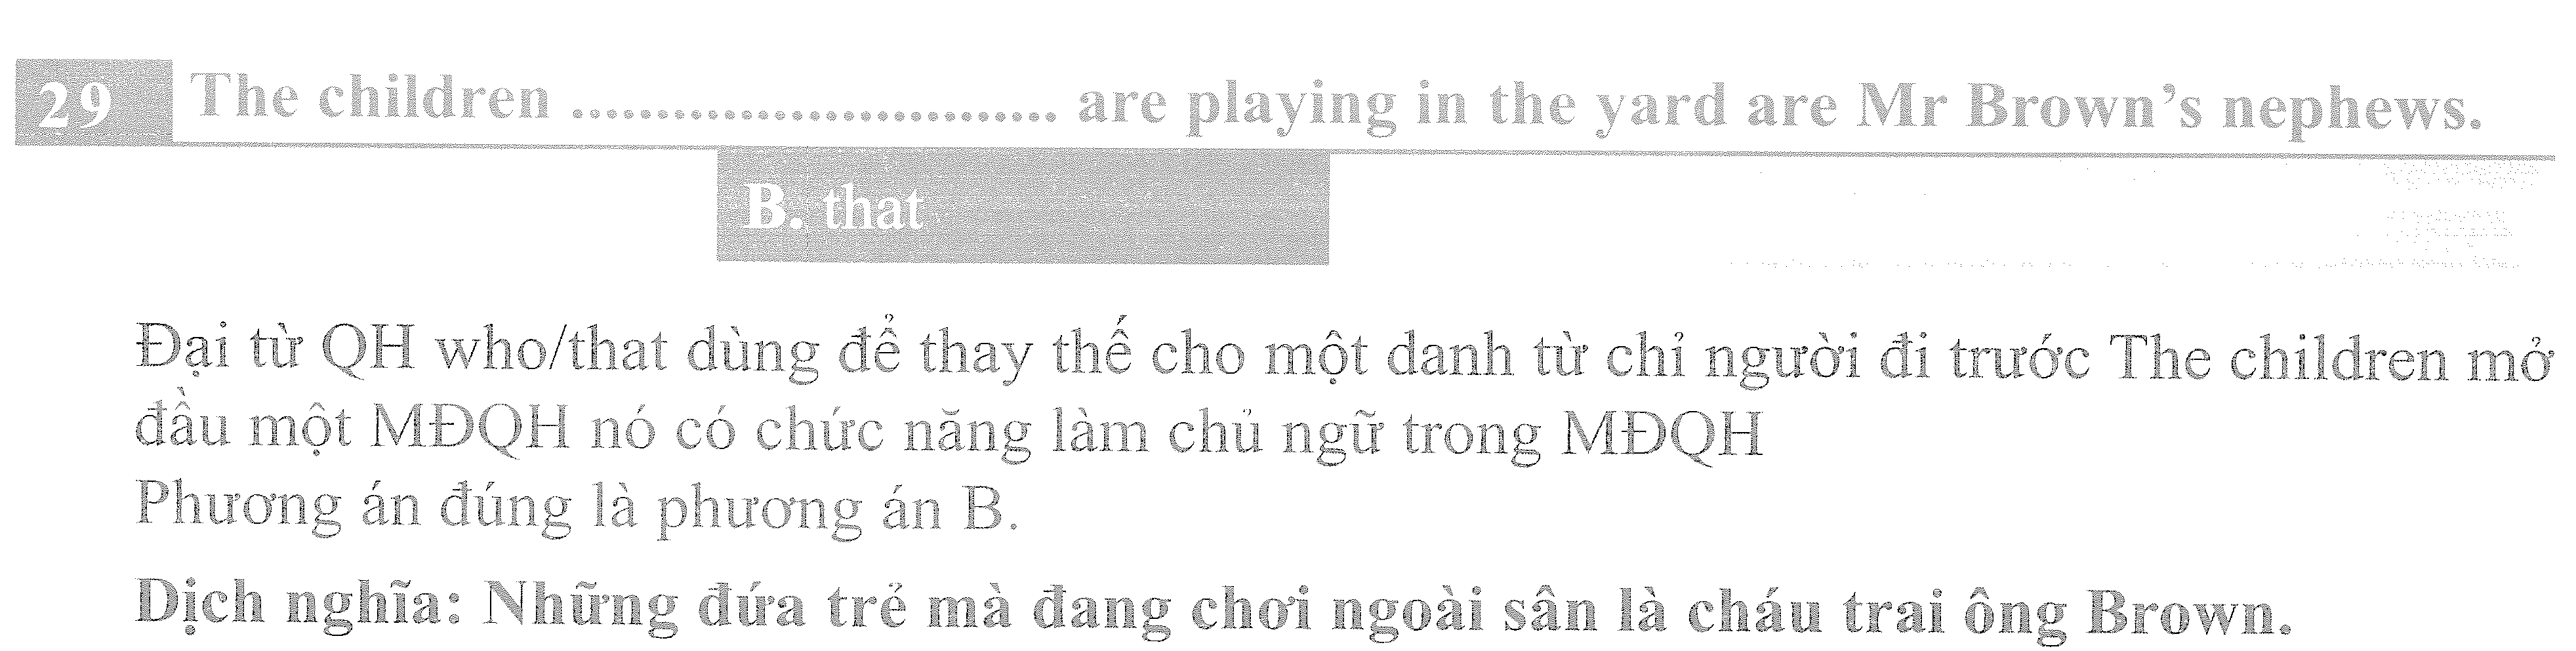 29 The children ............................ are playing in the yard are Mr Brown's nephews.
B. that
Đại từ QH who/that dùng để thay thế cho một danh từ chỉ người đi trước The children mở
đầu một MĐQH nó có chức năng làm chủ ngữ trong MĐQH
Phương án đúng là phương án B.
Dịch nghĩa: Những đứa trẻ mà đang chơi ngoài sân là cháu trai ông Brown.